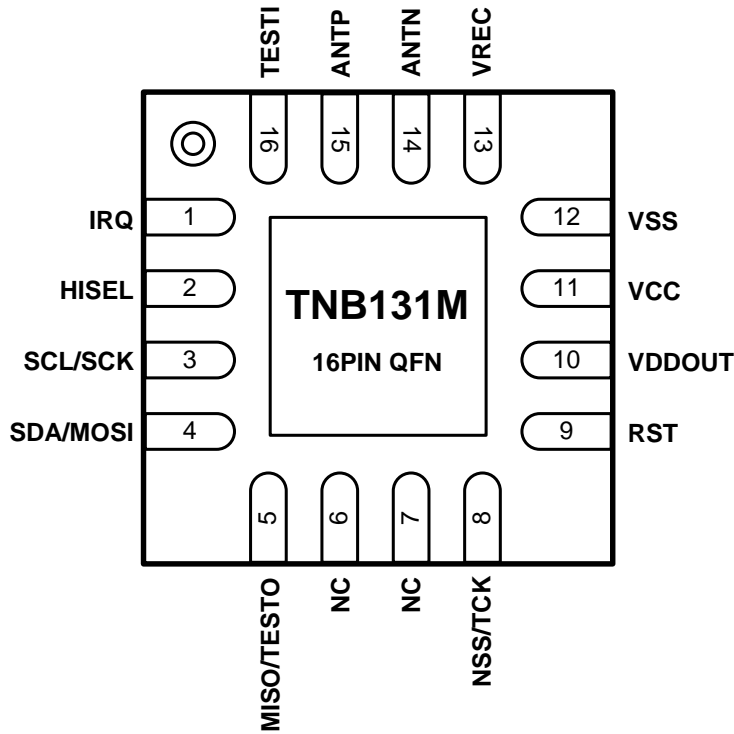 TESTI
ANTP
ANTN
VREC
16
15
14
13
IRQ
1
12
VSS
HISEL
2
11
VCC
SCL/SCK
3
10
VDDOUT
SDA/MOSI
4
9
RST
TNB131M
16PIN QFN
5
6
7
8
MISO/TESTO
NC
NC
NSS/TCK